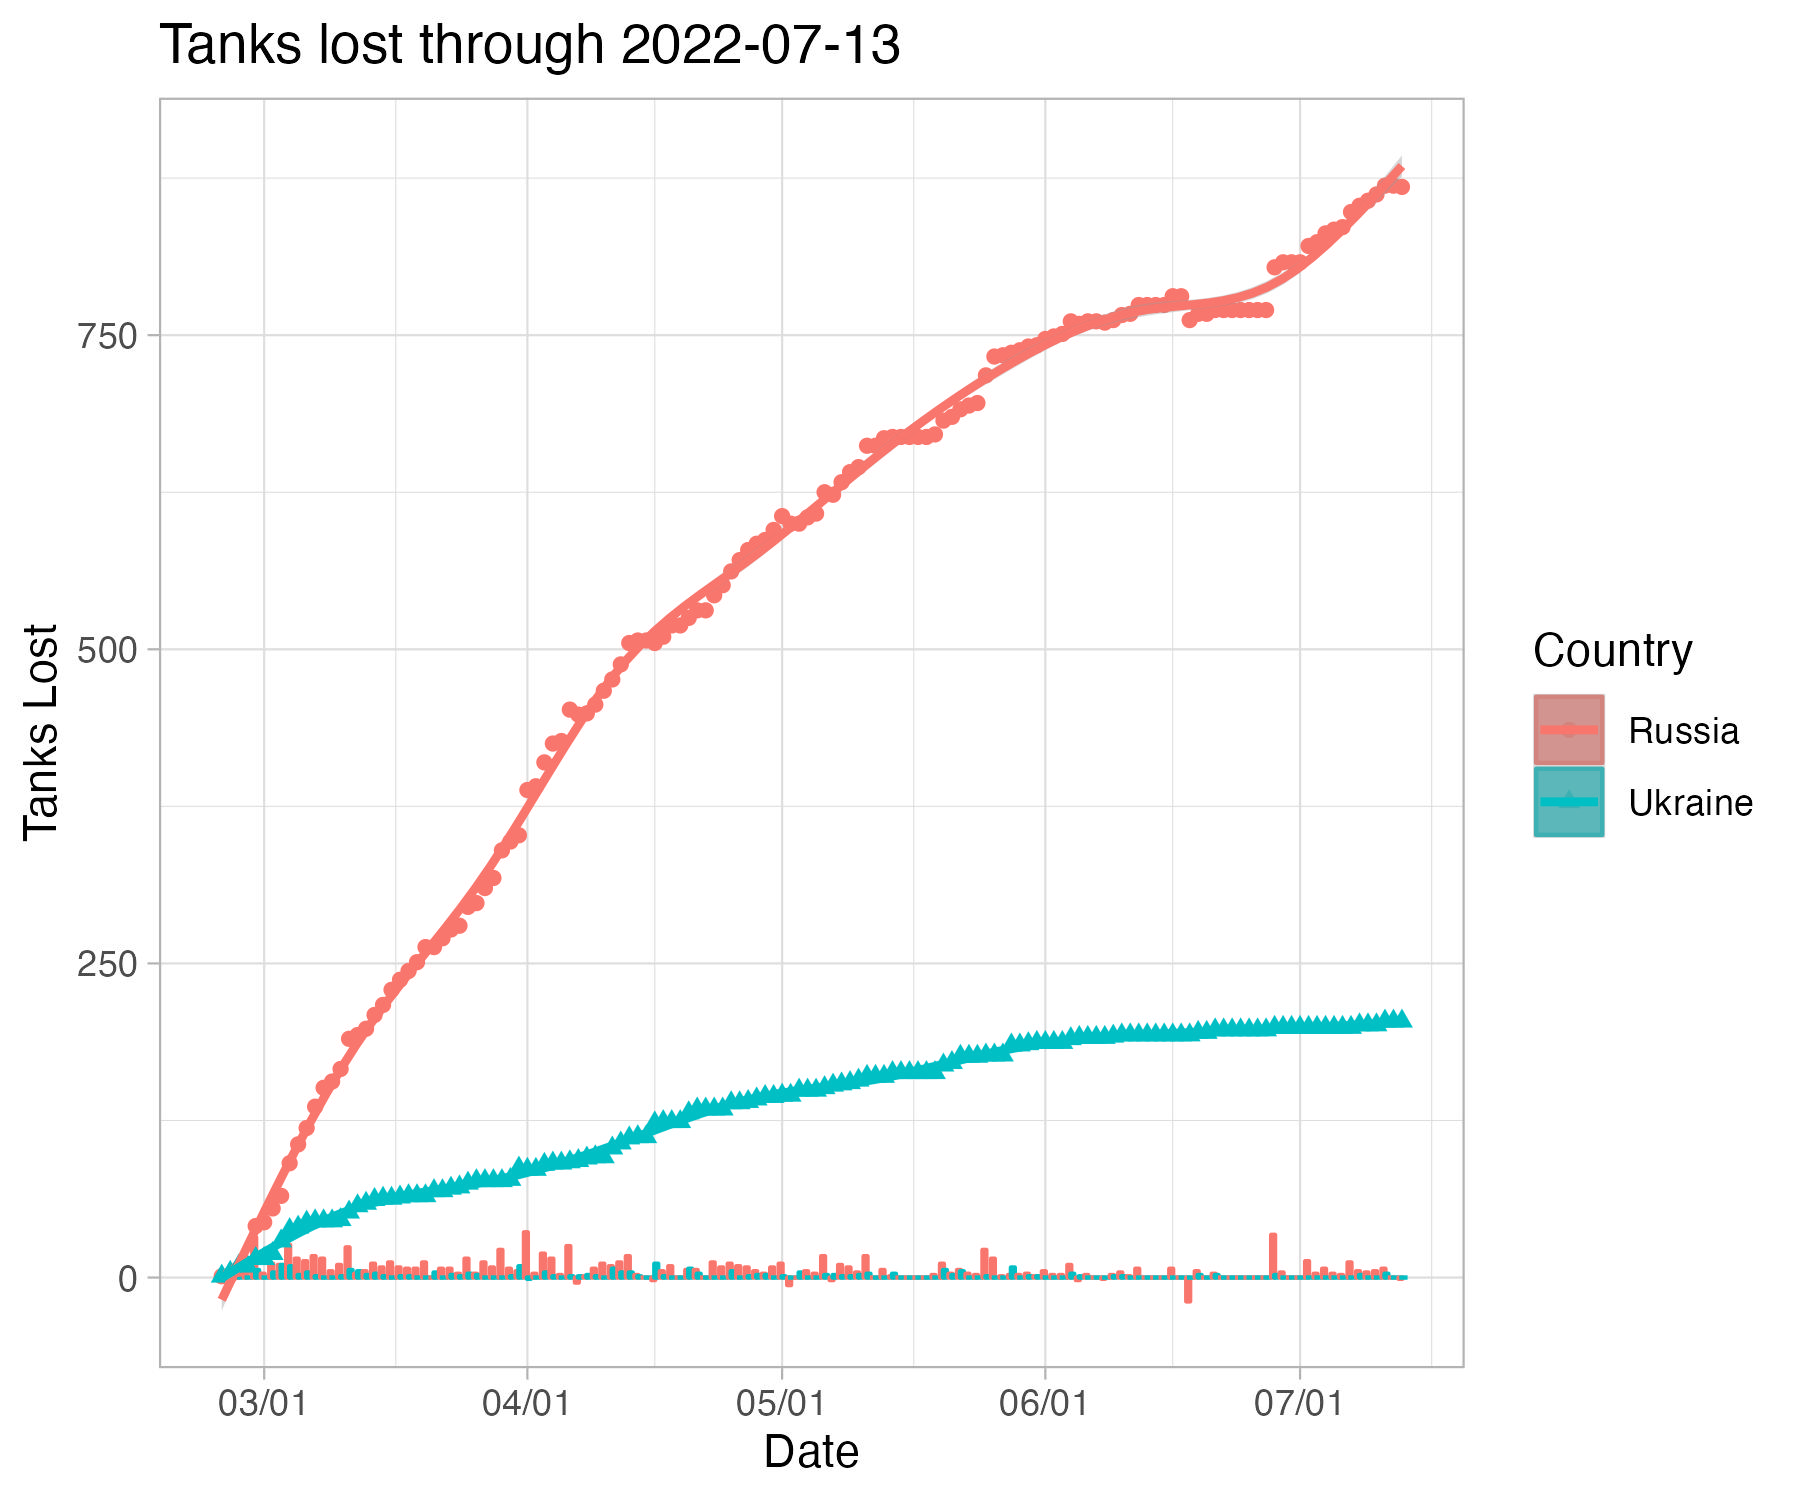 Tanks lost through 2022-07-13
Tanks Lost
750
500
250
0
03/01
04/01
05/01
06/01
07/01
Date
Country
Russia
Ukraine